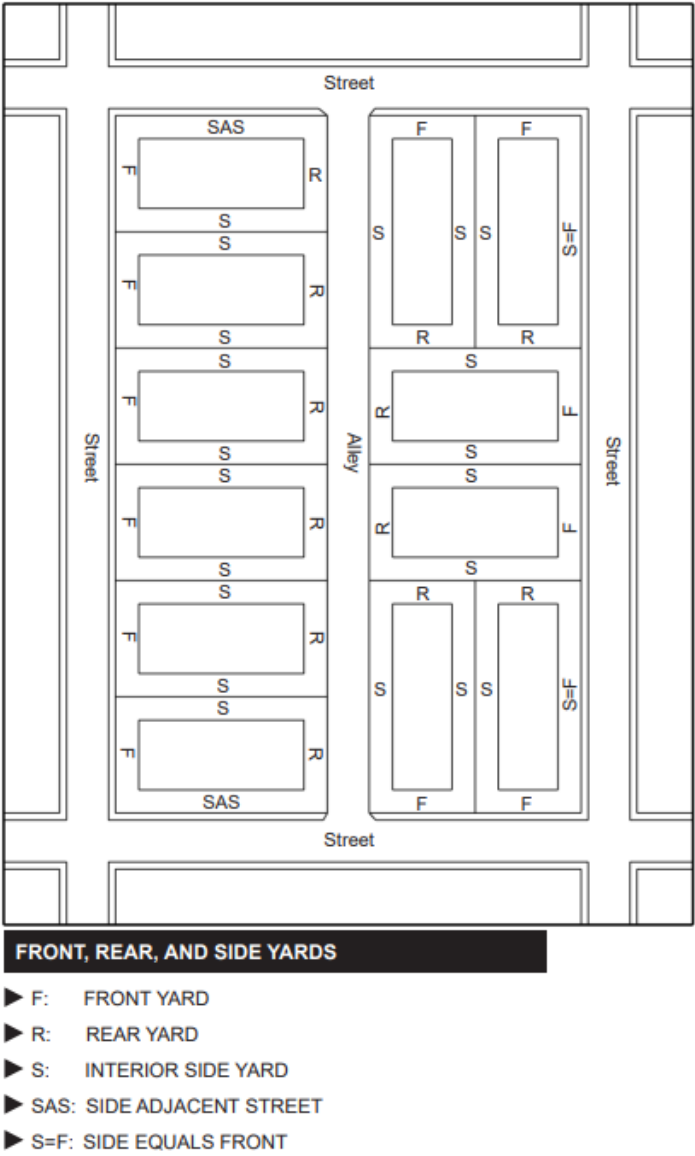 Street
SAS F F
F R
S
S S S S=F
S
F R
S R R
S S
F R R F
S S
Street Alley Street
S S
F R R F
S S
S R R
F R
S S S S S=F
S
F R
SAS F F
Street
FRONT, REAR, AND SIDE YARDS
F: FRONT YARD
R: REAR YARD
S: INTERIOR SIDE YARD
SAS: SIDE ADJACENT STREET
S=F: SIDE EQUALS FRONT